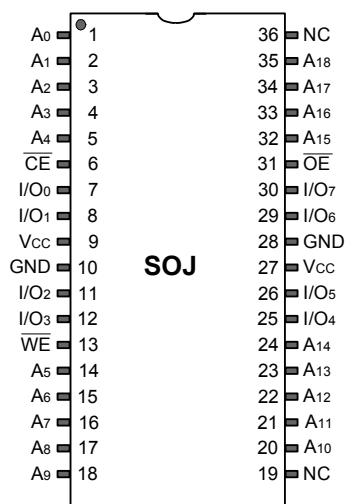 A0 1 36 NC
A1 2 35 A18
A2 3 34 A17
A3 4 33 A16
A4 5 32 A15
C̅E̅ 6 31 O̅E̅
I/O0 7 30 I/O7
I/O1 8 29 I/O6
VCC 9 28 GND
GND 10 SOJ 27 VCC
I/O2 11 26 I/O5
I/O3 12 25 I/O4
W̅E̅ 13 24 A14
A5 14 23 A13
A6 15 22 A12
A7 16 21 A11
A8 17 20 A10
A9 18 19 NC